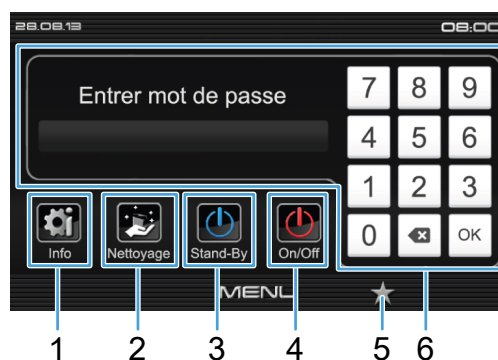 28.08.13 08:00
Entrer mot de passe
7 8 9
4 5 6
1 2 3
0 OK
Info Nettoyage Stand-By On/Off
MENU
1 2 3 4 5 6